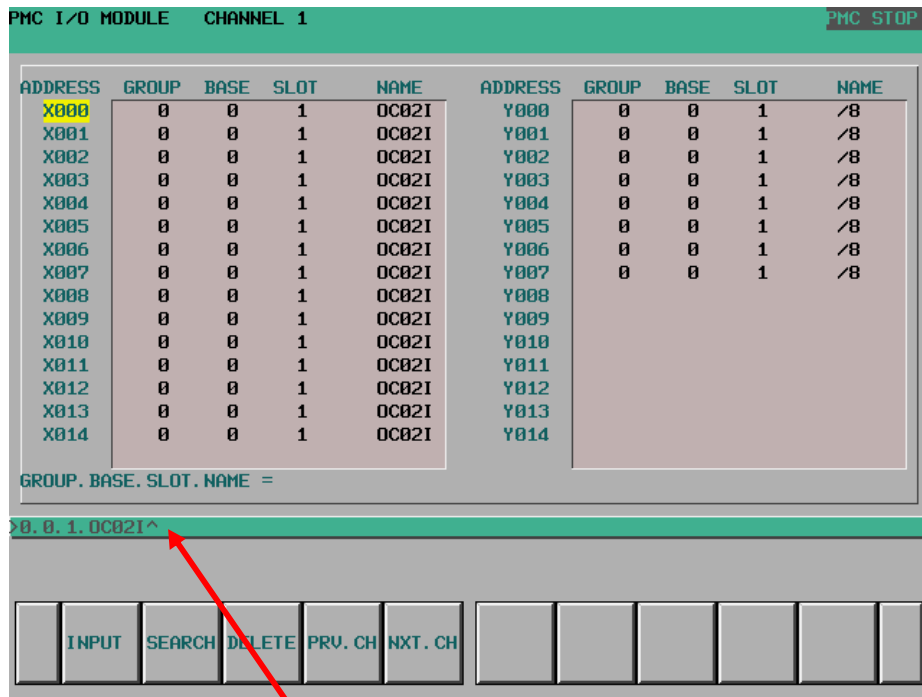 PMC I/O MODULE CHANNEL 1 PMC STOP
ADDRESS GROUP BASE SLOT NAME ADDRESS GROUP BASE SLOT NAME
X000 0 0 1 OC02I Y000 0 0 1 /8
X001 0 0 1 OC02I Y001 0 0 1 /8
X002 0 0 1 OC02I Y002 0 0 1 /8
X003 0 0 1 OC02I Y003 0 0 1 /8
X004 0 0 1 OC02I Y004 0 0 1 /8
X005 0 0 1 OC02I Y005 0 0 1 /8
X006 0 0 1 OC02I Y006 0 0 1 /8
X007 0 0 1 OC02I Y007 0 0 1 /8
X008 0 0 1 OC02I Y008
X009 0 0 1 OC02I Y009
X010 0 0 1 OC02I Y010
X011 0 0 1 OC02I Y011
X012 0 0 1 OC02I Y012
X013 0 0 1 OC02I Y013
X014 0 0 1 OC02I Y014
GROUP.BASE.SLOT.NAME =
>0.0.1.OC02I^
INPUT SEARCH DELETE PRV.CH NXT.CH